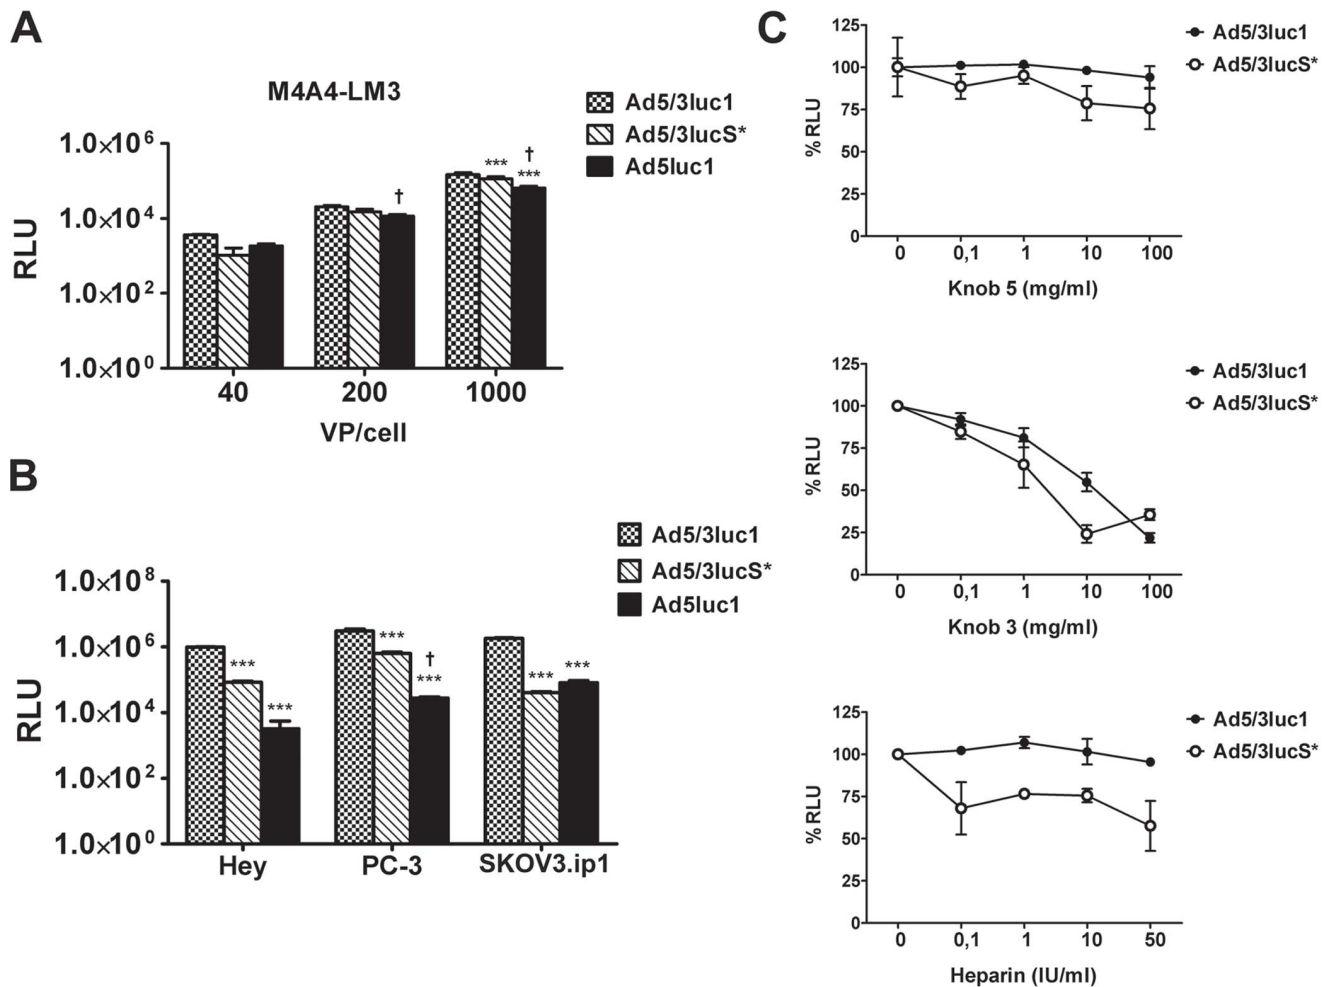 A
M4A4-LM3
Ad5/3luc1
Ad5/3lucS*
Ad5luc1
1.0×10⁶
1.0×10⁴
1.0×10²
1.0×10⁰
RLU
***
†
†
***
40 200 1000
VP/cell
B
Ad5/3luc1
Ad5/3lucS*
Ad5luc1
1.0×10⁸
1.0×10⁶
1.0×10⁴
1.0×10²
1.0×10⁰
RLU
***
***
***
†
***
***
***
Hey PC-3 SKOV3.ip1
C
Ad5/3luc1
Ad5/3lucS*
125
100
75
50
25
0
%RLU
0 0,1 1 10 100
Knob 5 (mg/ml)
Ad5/3luc1
Ad5/3lucS*
125
100
75
50
25
0
%RLU
0 0,1 1 10 100
Knob 3 (mg/ml)
Ad5/3luc1
Ad5/3lucS*
125
100
75
50
25
0
%RLU
0 0,1 1 10 50
Heparin (IU/ml)